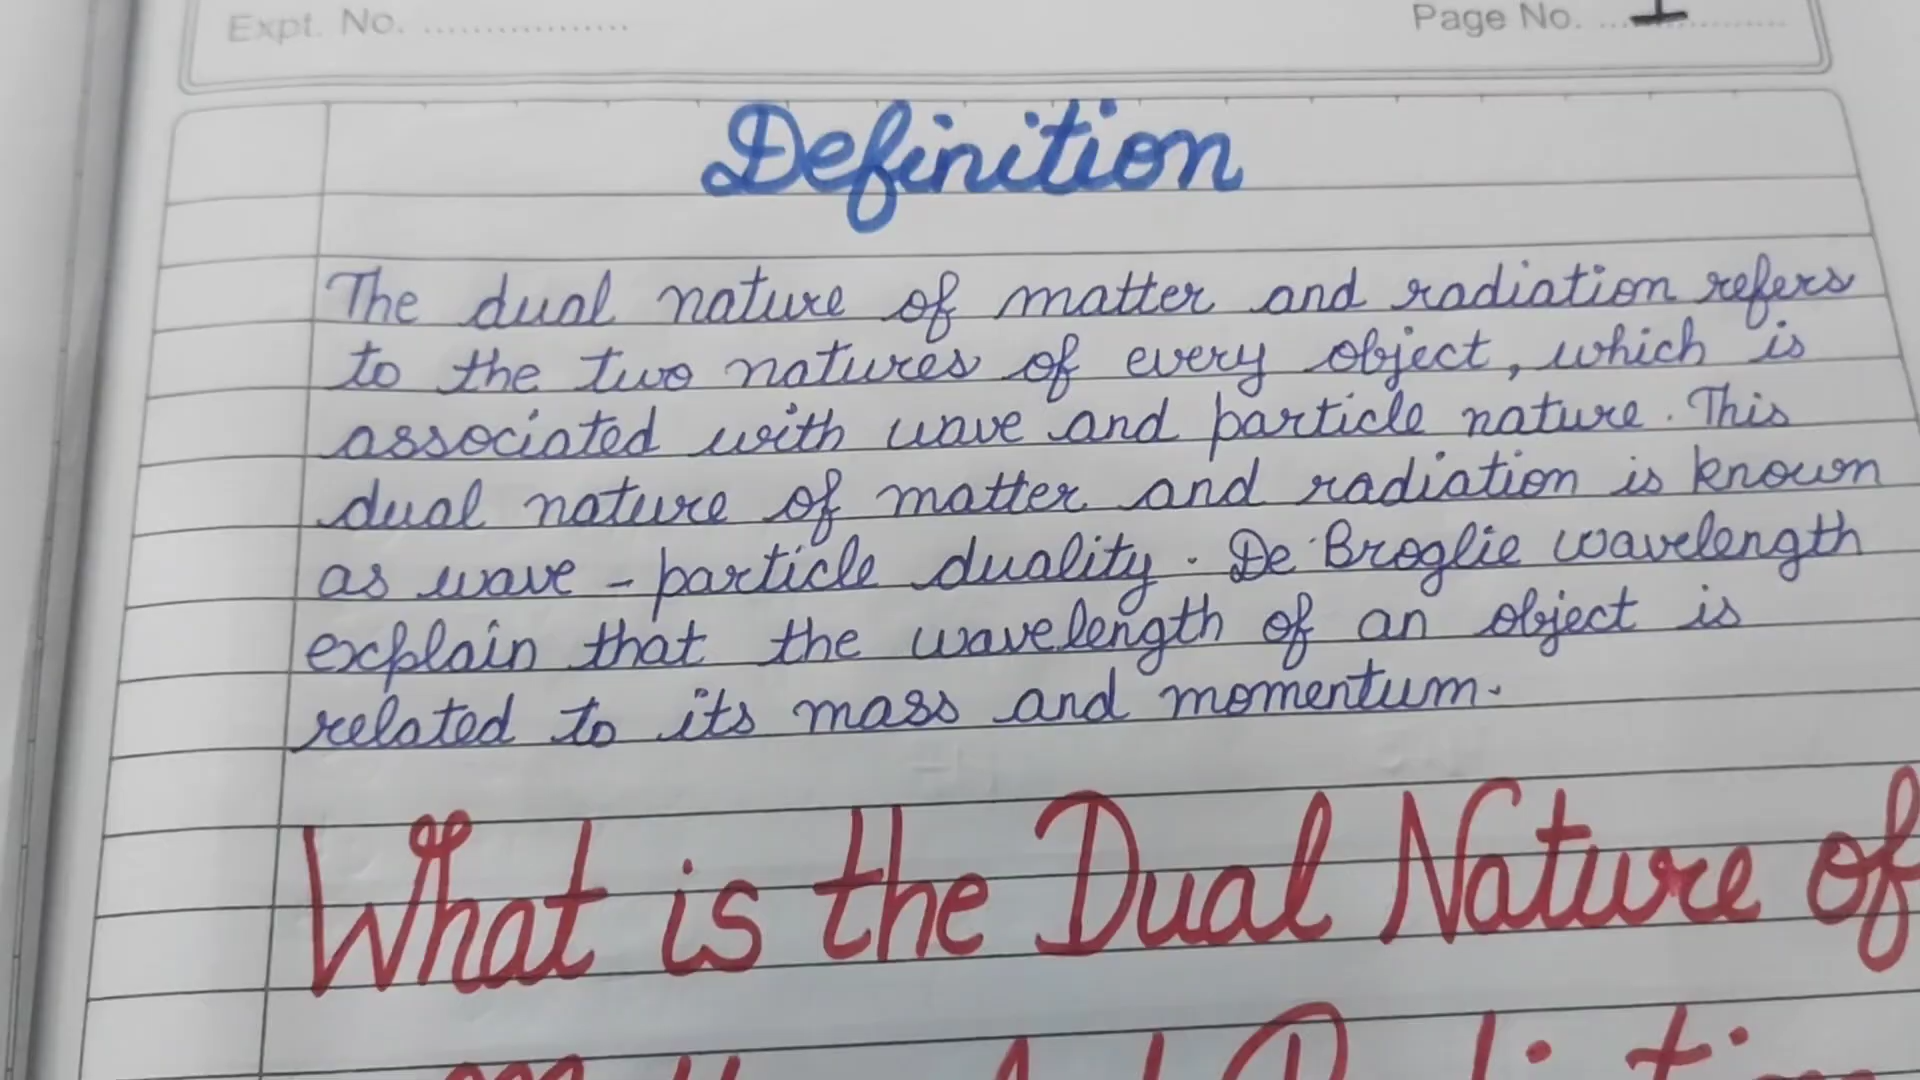 Expt. No. ..................
Page No. ...1...........
Definition
The dual nature of matter and radiation refers
to the two natures of every object, which is
associated with wave and particle nature. This
dual nature of matter and radiation is known
as wave - particle duality. De Broglie wavelength
explain that the wavelength of an object is
related to its mass and momentum.
What is the Dual Nature of